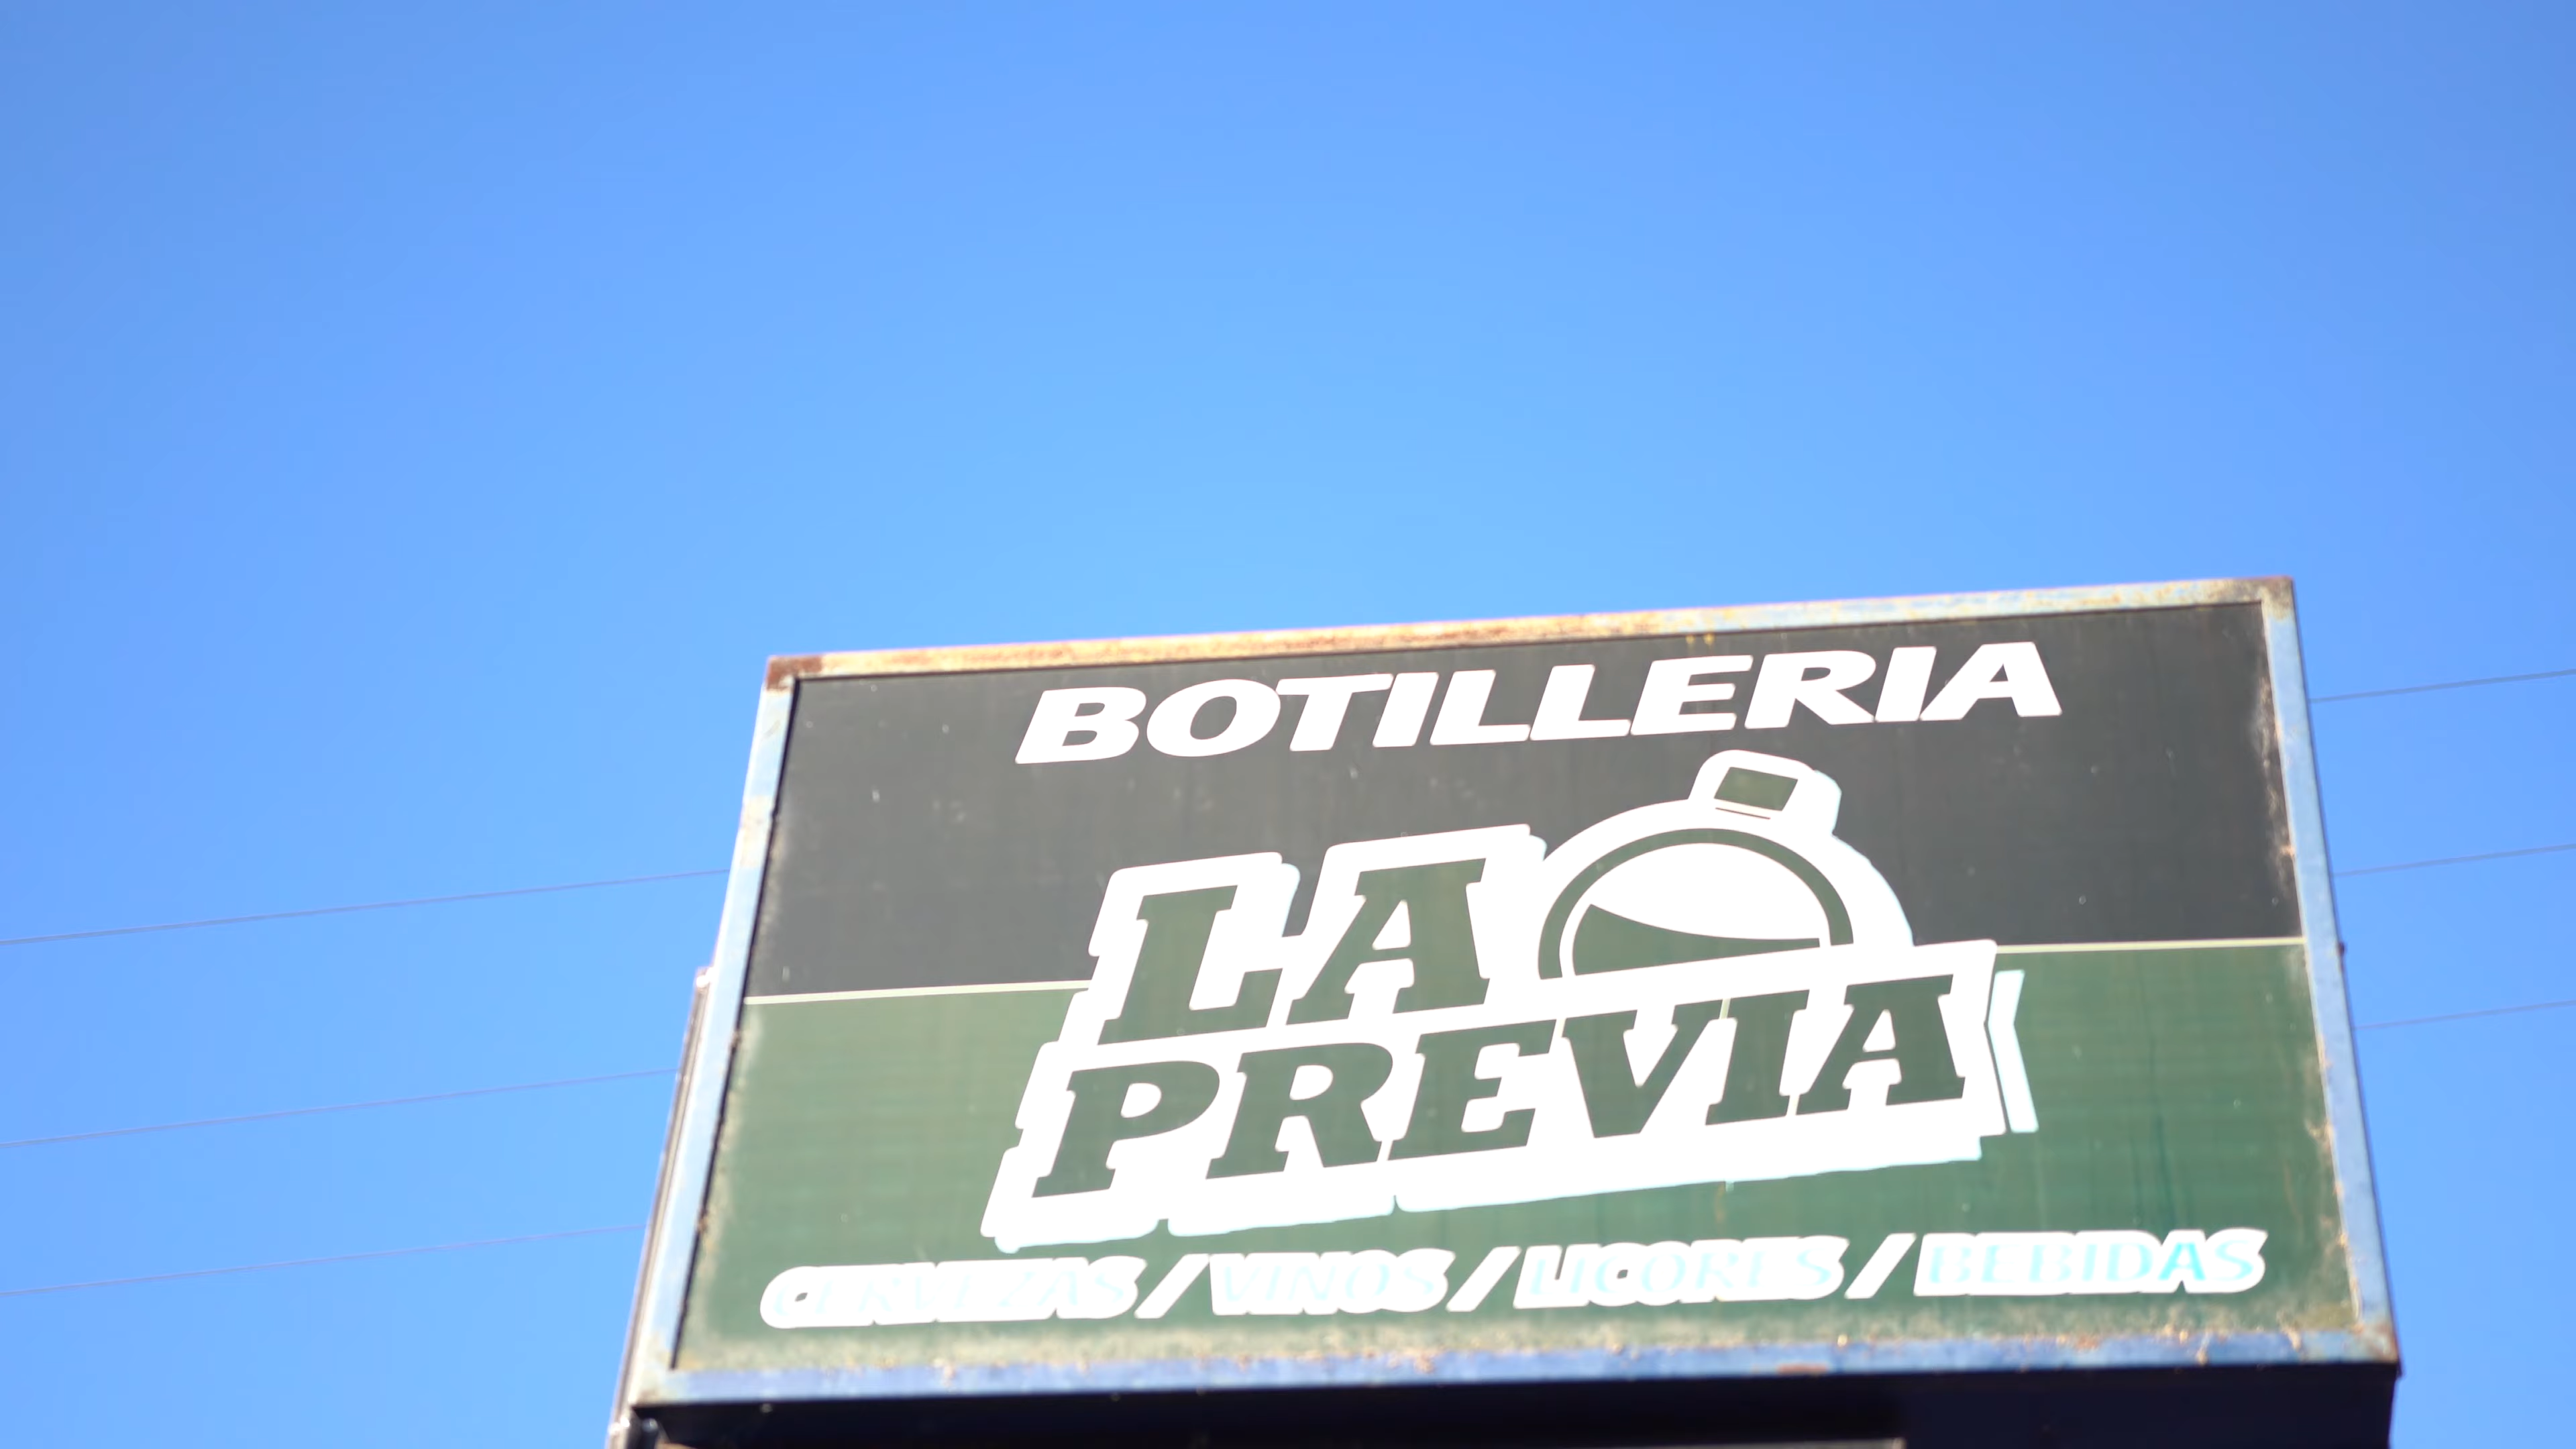 BOTILLERIA
LA
PREVIA
CERVEZAS / VINOS / LICORES / BEBIDAS